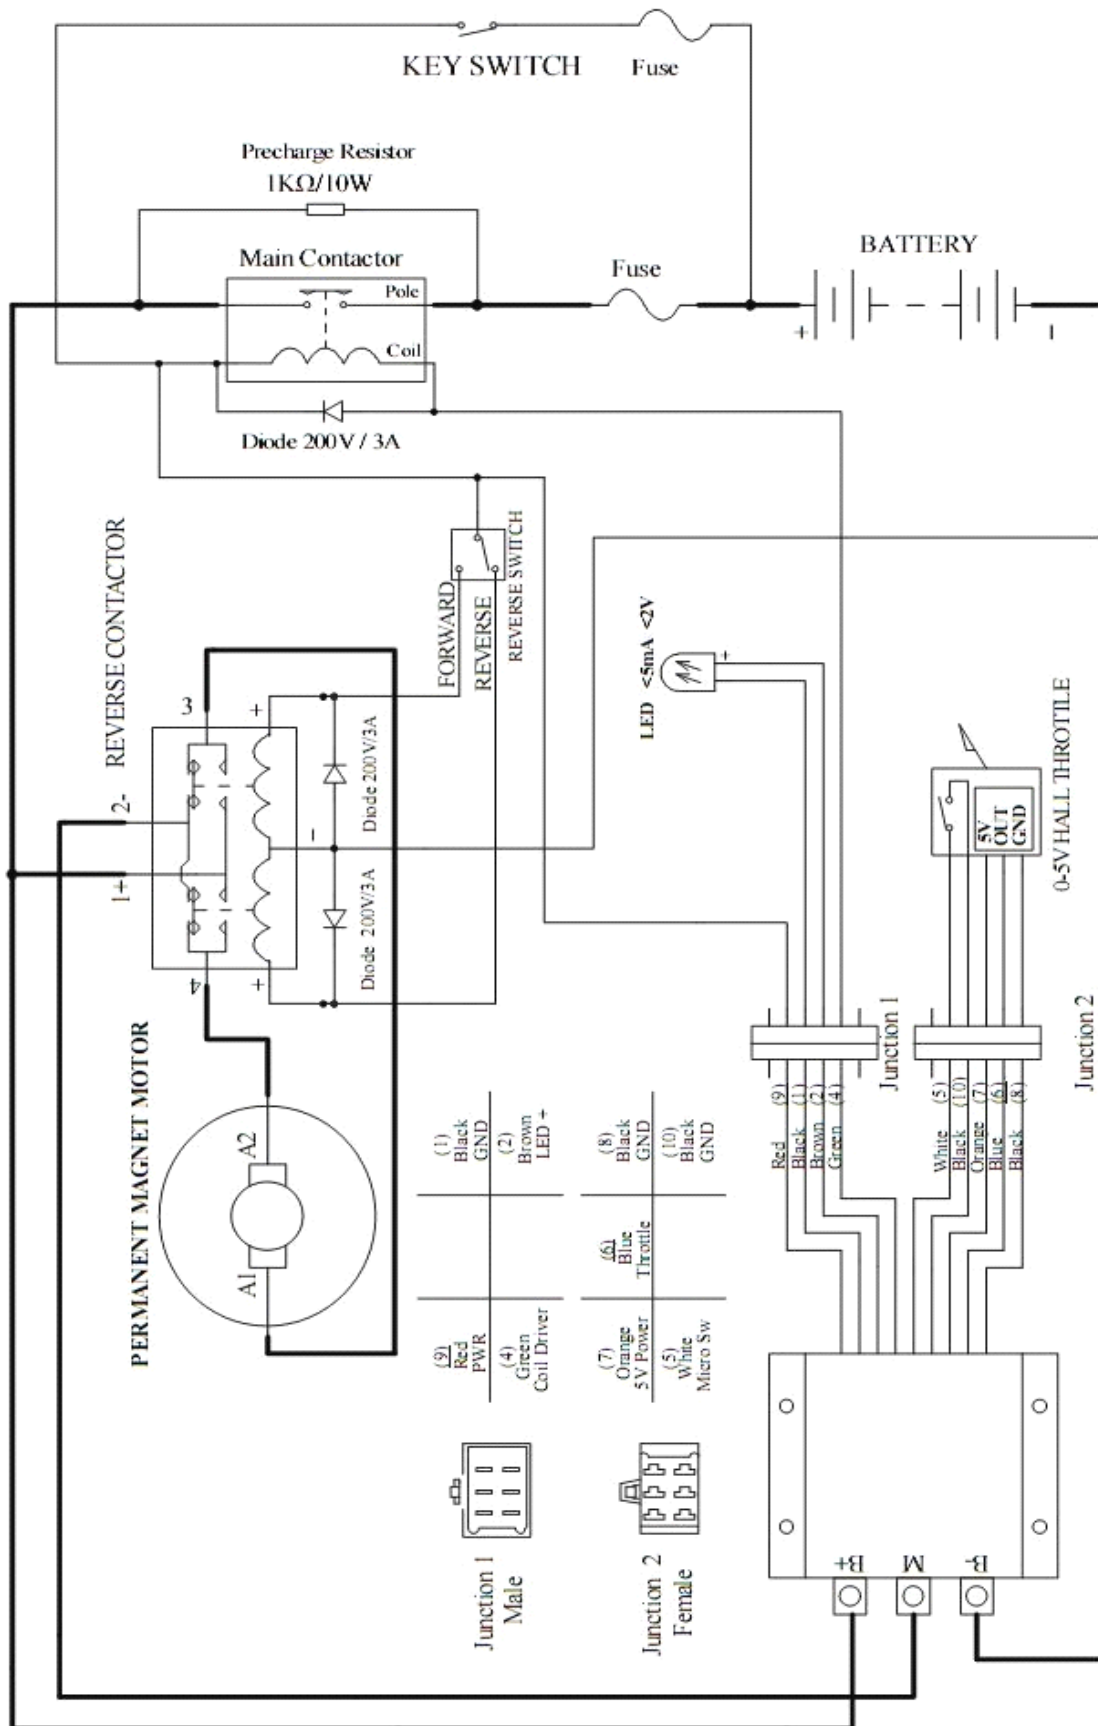 KEY SWITCH
Fuse
Precharge Resistor
1KΩ/10W
Main Contactor
Pole
Coil
Fuse
BATTERY
+
-
Diode 200V / 3A
REVERSE CONTACTOR
FORWARD
REVERSE
REVERSE SWITCH
3
2-
1+
4
+
-
+
Diode 200V/3A
Diode 200V/3A
LED <5mA <2V
+
5V
OUT
GND
0-5V HALL THROTTLE
PERMANENT MAGNET MOTOR
A2
A1
(1)
Black
GND
(2)
Brown
LED +
(9)
Red
PWR
(4)
Green
Coil Driver
(8)
Black
GND
(10)
Black
GND
(6)
Blue
Throttle
(7)
Orange
5V Power
(5)
White
Micro Sw
Junction 1
Junction 2
Red (9)
Black (1)
Brown (2)
Green (4)
White (5)
Black (10)
Orange (7)
Blue (6)
Black (8)
Junction 1
Male
Junction 2
Female
B+
M
B-